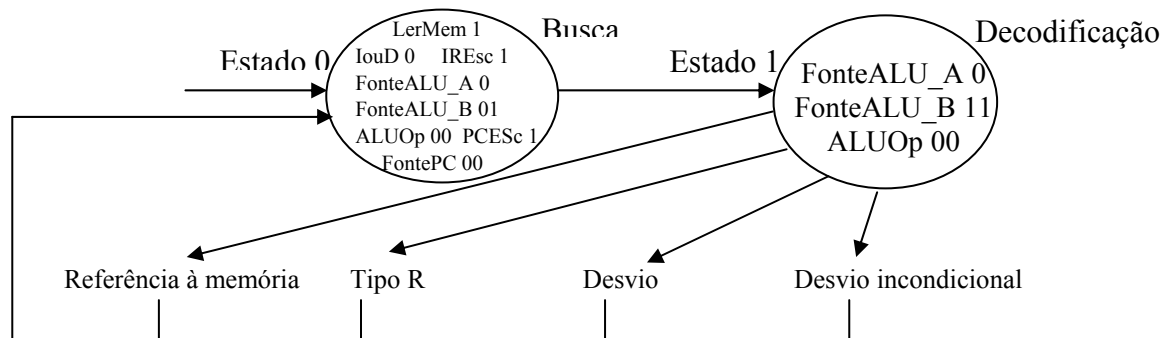 LerMem 1
Busca
IouD 0 IREsc 1
Estado 0
FonteALU_A 0
FonteALU_B 01
ALUOp 00 PCESc 1
FontePC 00
Estado 1
Decodificação
FonteALU_A 0
FonteALU_B 11
ALUOp 00
Referência à memória
Tipo R
Desvio
Desvio incondicional